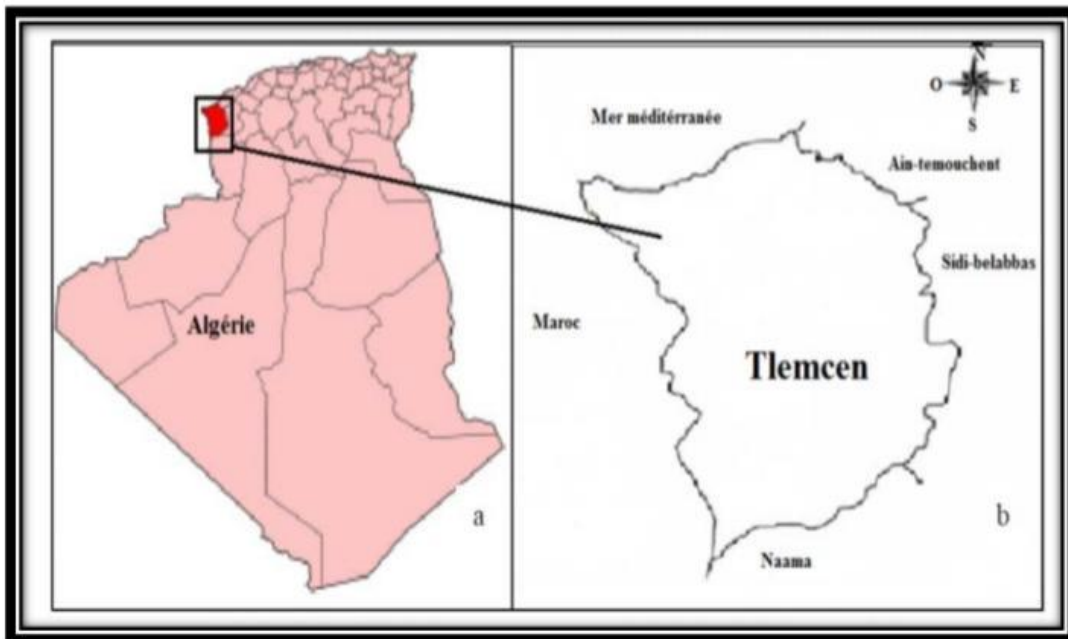 Algérie
a
N
O
E
S
Mer méditérranée
Ain-temouchent
Sidi-belabbas
Maroc
Tlemcen
Naama
b